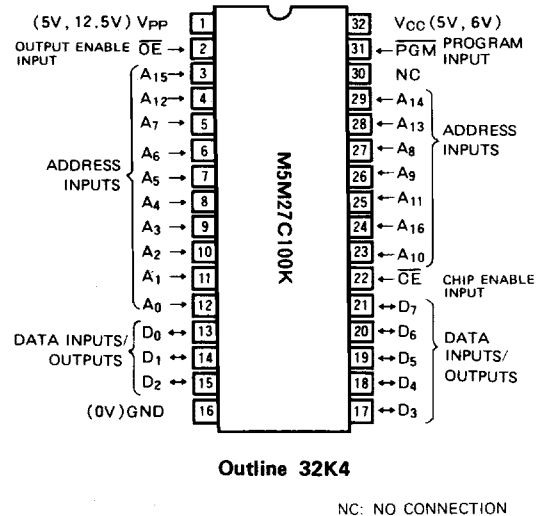 (5V, 12.5V) VPP 1 32 VCC (5V, 6V)
OUTPUT ENABLE INPUT O̅E̅ → 2 31 ← P̅G̅M̅ PROGRAM INPUT
A15 → 3 30 NC
A12 → 4 29 ← A14
A7 → 5 28 ← A13
A6 → 6 27 ← A8
ADDRESS INPUTS
A5 → 7 26 ← A9
A4 → 8 25 ← A11
A3 → 9 24 ← A16
A2 → 10 23 ← A10
ADDRESS INPUTS
A1 → 11 22 ← C̅E̅ CHIP ENABLE INPUT
A0 → 12 21 ↔ D7
D0 ↔ 13 20 ↔ D6
DATA INPUTS/ OUTPUTS
D1 ↔ 14 19 ↔ D5
D2 ↔ 15 18 ↔ D4
DATA INPUTS/ OUTPUTS
(0V) GND 16 17 ↔ D3
M5M27C100K
Outline 32K4
NC: NO CONNECTION